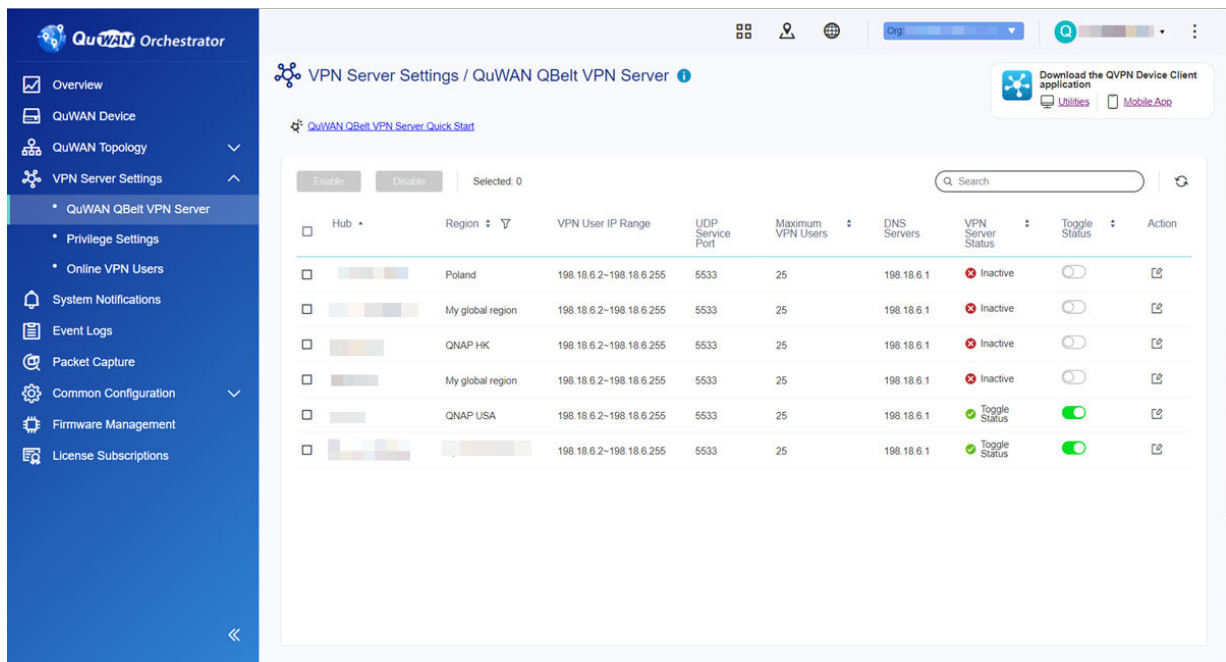 QuWAN Orchestrator
Org:
Q
Overview
QuWAN Device
QuWAN Topology
VPN Server Settings
QuWAN QBelt VPN Server
Privilege Settings
Online VPN Users
System Notifications
Event Logs
Packet Capture
Common Configuration
Firmware Management
License Subscriptions
VPN Server Settings / QuWAN QBelt VPN Server
Download the QVPN Device Client
application
Utilities Mobile App
QuWAN QBelt VPN Server Quick Start
Enable Disable Selected: 0 Search
Hub Region VPN User IP Range UDP Service Port Maximum VPN Users DNS Servers VPN Server Status Toggle Status Action
Poland 198.18.6.2~198.18.6.255 5533 25 198.18.6.1 Inactive
My global region 198.18.6.2~198.18.6.255 5533 25 198.18.6.1 Inactive
QNAP HK 198.18.6.2~198.18.6.255 5533 25 198.18.6.1 Inactive
My global region 198.18.6.2~198.18.6.255 5533 25 198.18.6.1 Inactive
QNAP USA 198.18.6.2~198.18.6.255 5533 25 198.18.6.1 Toggle Status
198.18.6.2~198.18.6.255 5533 25 198.18.6.1 Toggle Status